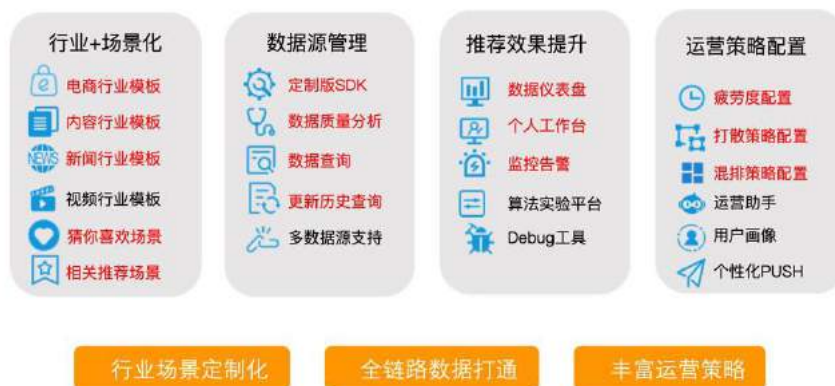 行业+场景化
电商行业模板
内容行业模板
NEWS 新闻行业模板
视频行业模板
猜你喜欢场景
相关推荐场景
数据源管理
定制版SDK
数据质量分析
数据查询
更新历史查询
多数据源支持
推荐效果提升
数据仪表盘
个人工作台
监控告警
算法实验平台
Debug工具
运营策略配置
疲劳度配置
打散策略配置
混排策略配置
运营助手
用户画像
个性化PUSH
行业场景定制化
全链路数据打通
丰富运营策略